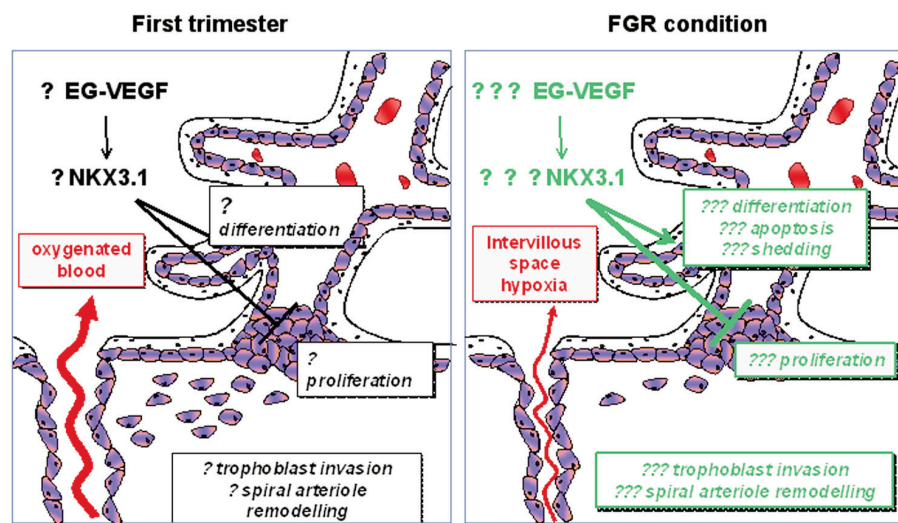 First trimester
? EG-VEGF
? NKX3.1
?
differentiation
oxygenated
blood
?
proliferation
? trophoblast invasion
? spiral arteriole
remodelling
FGR condition
? ? ? EG-VEGF
? ? ? NKX3.1
??? differentiation
??? apoptosis
??? shedding
Intervillous
space
hypoxia
??? proliferation
??? trophoblast invasion
??? spiral arteriole remodelling